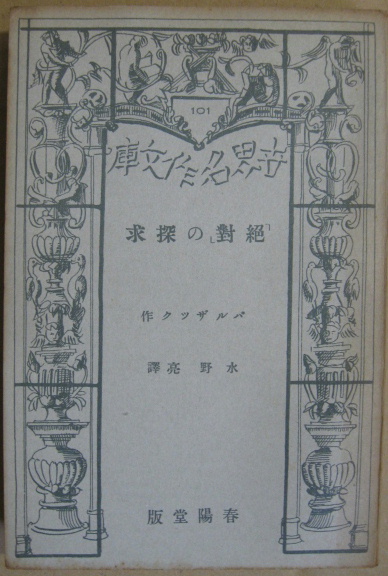 101
世界名作文庫
「絶對」の探求
バルザック作
水野亮譯
春陽堂版